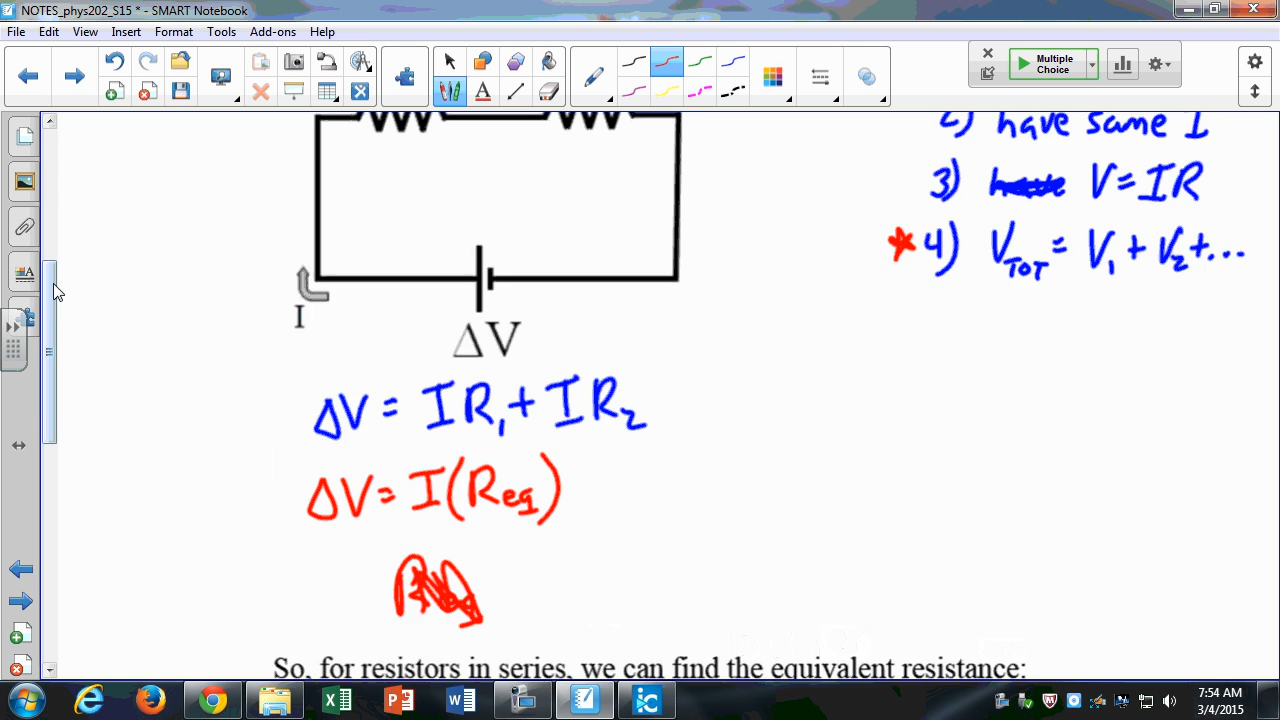 NOTES_phys202_S15 * - SMART Notebook
File Edit View Insert Format Tools Add-ons Help
Multiple
Choice
2) have same I
3) V=IR
4) V_TOT = V_1 + V_2 + ...
I
ΔV
ΔV = IR_1 + IR_2
ΔV = I(R_eq)
So, for resistors in series, we can find the equivalent resistance:
7:54 AM
3/4/2015